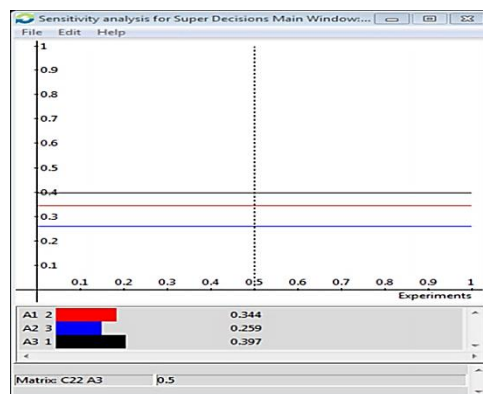 Sensitivity analysis for Super Decisions Main Window:...
File Edit Help
1
0.9
0.8
0.7
0.6
0.5
0.4
0.3
0.2
0.1
0.1 0.2 0.3 0.4 0.5 0.6 0.7 0.8 0.9 1
Experiments
A1 2 0.344
A2 3 0.259
A3 1 0.397
Matrix: C22 A3 0.5